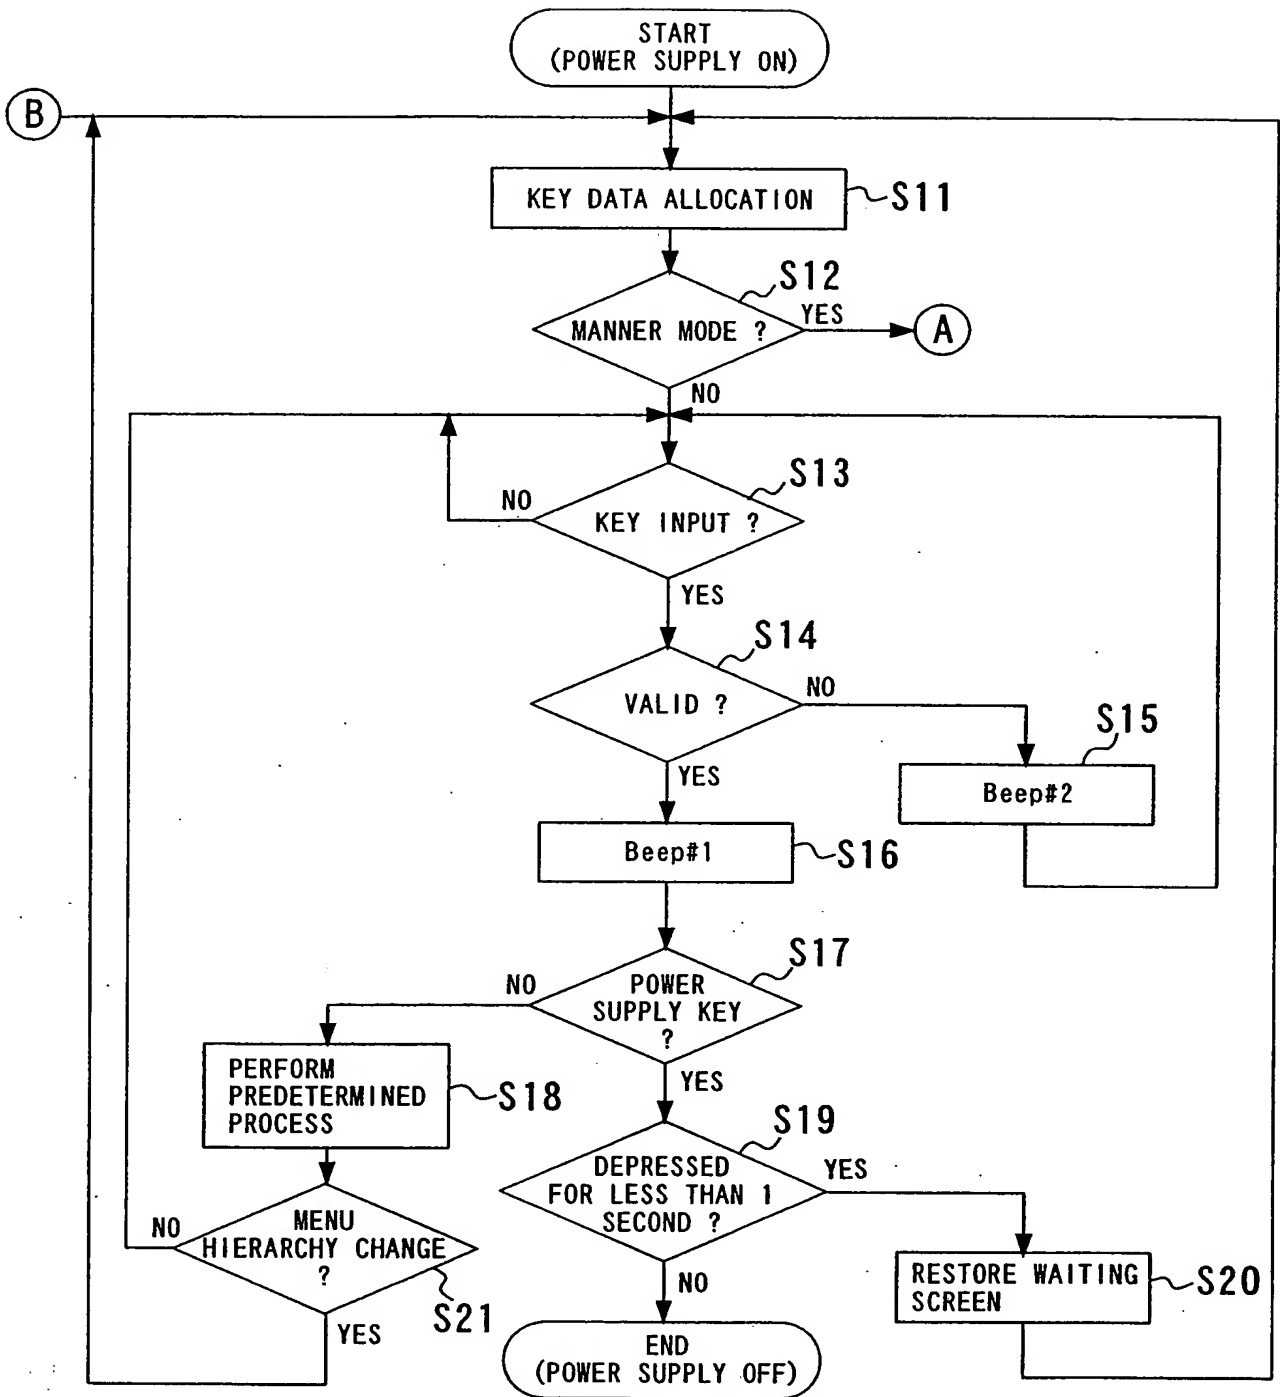 START
(POWER SUPPLY ON)
B
KEY DATA ALLOCATION
S11
S12
MANNER MODE ?
YES
A
NO
S13
NO
KEY INPUT ?
YES
S14
VALID ?
NO
S15
YES
Beep#2
Beep#1
S16
S17
NO
POWER
SUPPLY KEY
?
YES
PERFORM
PREDETERMINED
PROCESS
S18
S19
DEPRESSED
FOR LESS THAN 1
SECOND ?
YES
NO
MENU
HIERARCHY CHANGE
?
S21
YES
NO
RESTORE WAITING
SCREEN
S20
END
(POWER SUPPLY OFF)